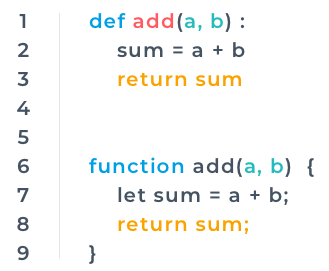 1 def add(a, b) :
2 sum = a + b
3 return sum
4
5
6 function add(a, b) {
7 let sum = a + b;
8 return sum;
9 }